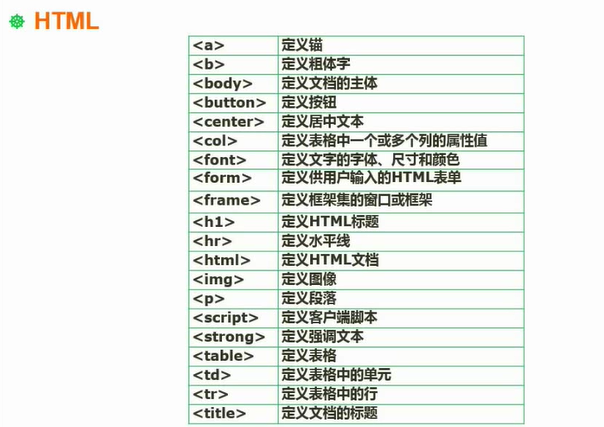 HTML
<a> 定义锚
<b> 定义粗体字
<body> 定义文档的主体
<button> 定义按钮
<center> 定义居中文本
<col> 定义表格中一个或多个列的属性值
<font> 定义文字的字体、尺寸和颜色
<form> 定义供用户输入的HTML表单
<frame> 定义框架集的窗口或框架
<h1> 定义HTML标题
<hr> 定义水平线
<html> 定义HTML文档
<img> 定义图像
<p> 定义段落
<script> 定义客户端脚本
<strong> 定义强调文本
<table> 定义表格
<td> 定义表格中的单元
<tr> 定义表格中的行
<title> 定义文档的标题